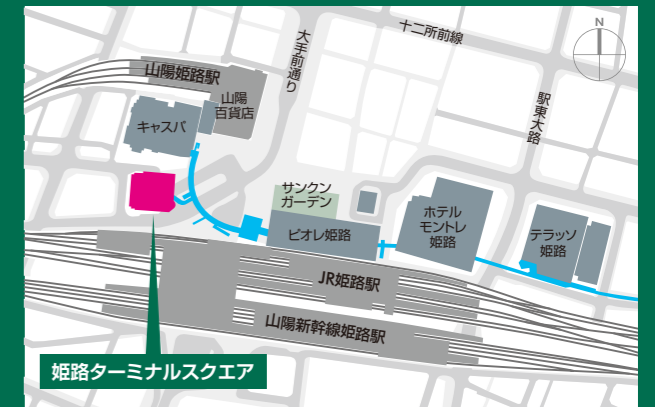 十二所前線
N
大手前通り
山陽姫路駅
山陽
百貨店
キャスパ
駅東大路
サンクン
ガーデン
ホテル
モントレ
姫路
ピオレ姫路
テラッソ
姫路
JR姫路駅
山陽新幹線姫路駅
姫路ターミナルスクエア